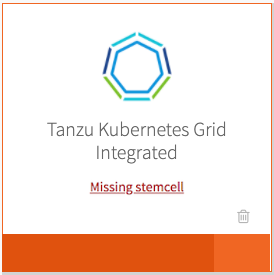 Tanzu Kubernetes Grid
Integrated
Missing stemcell